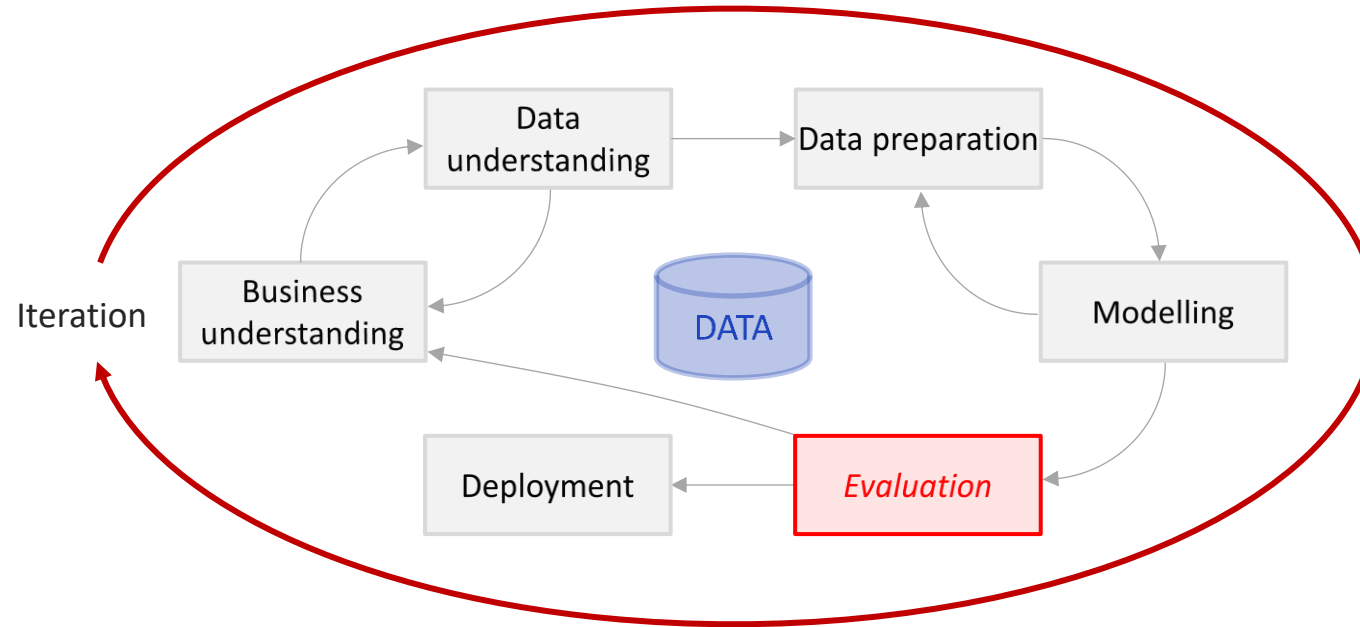 Data
understanding
Data preparation
Iteration
Business
understanding
DATA
Modelling
Deployment
Evaluation